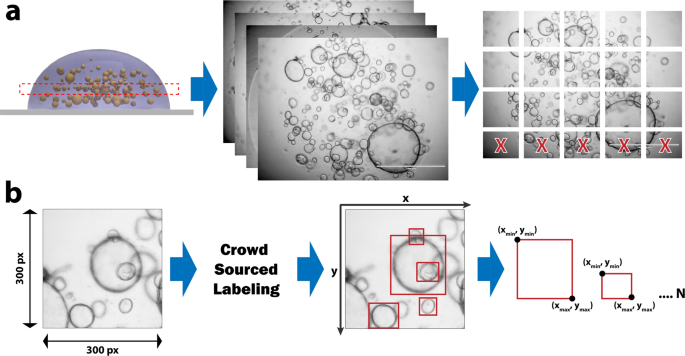 a
X X X X X
b
300 px
300 px
Crowd
Sourced
Labeling
x
y
(xmin, ymin)
(xmax, ymax)
(xmin, ymin)
(xmax, ymax)
.... N